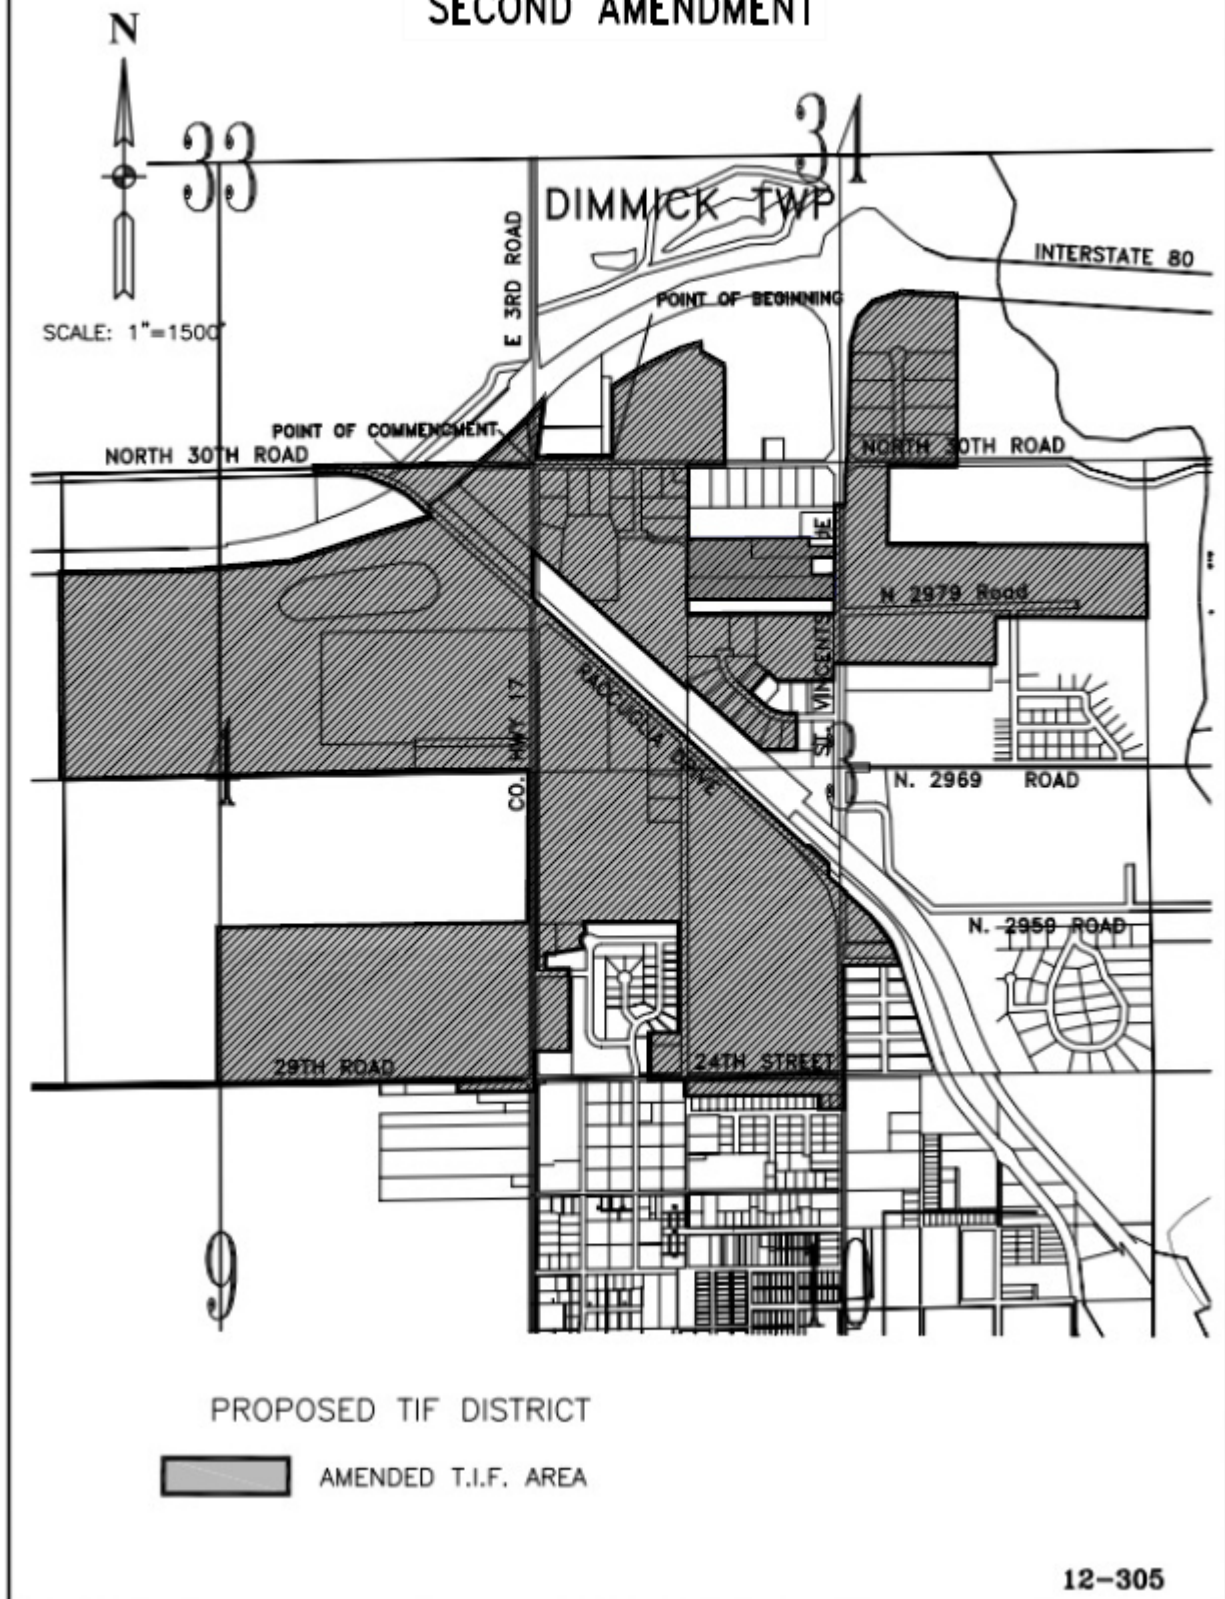 SECOND AMENDMENT
N
33
34
DIMMICK TWP
E 3RD ROAD
INTERSTATE 80
POINT OF BEGINNING
SCALE: 1"=1500'
POINT OF COMMENCMENT
NORTH 30TH ROAD
NORTH 30TH ROAD
ST. VINCENTS
N 2979 Road
RACCUGLIA DRIVE
CO. HWY 17
4
3
N. 2969 ROAD
N. 2959 ROAD
29TH ROAD
24TH STREET
9
10
PROPOSED TIF DISTRICT
AMENDED T.I.F. AREA
12-305